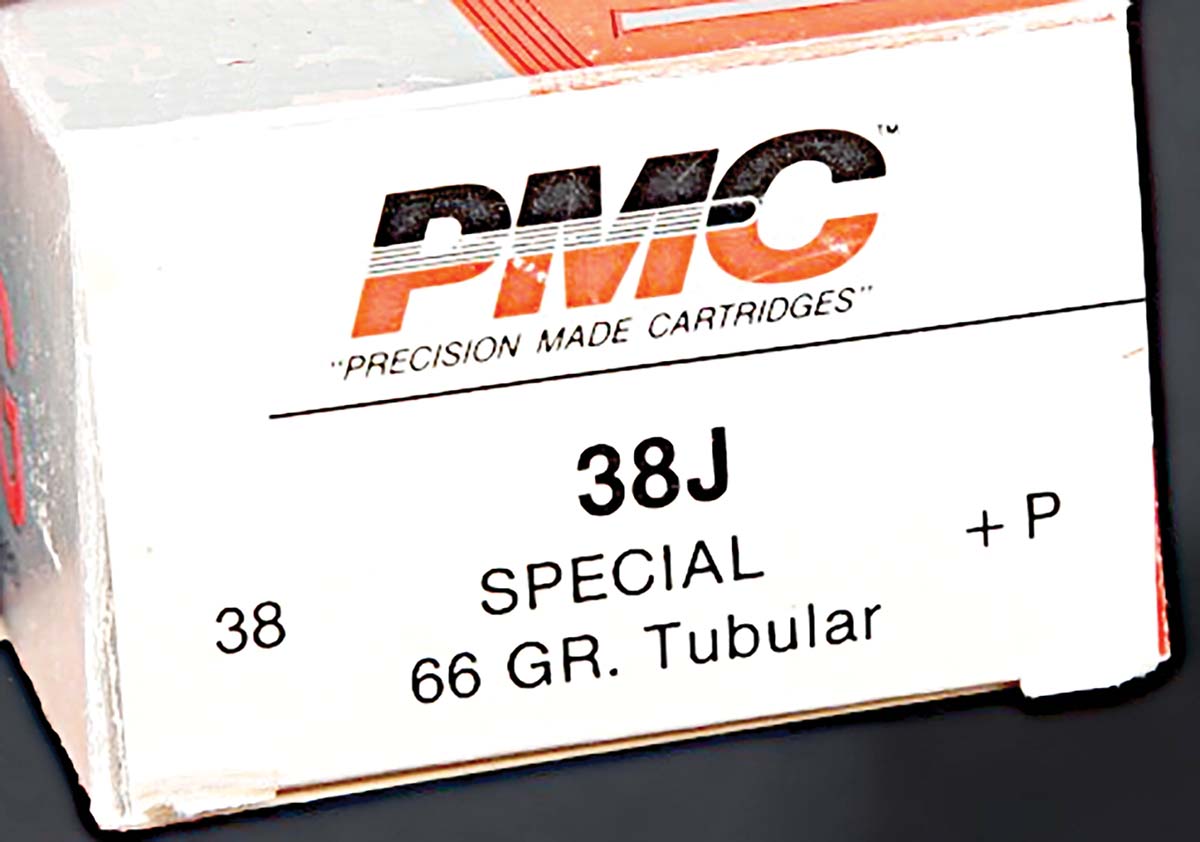 PMC™
"PRECISION MADE CARTRIDGES"
38J
38 SPECIAL + P
66 GR. Tubular